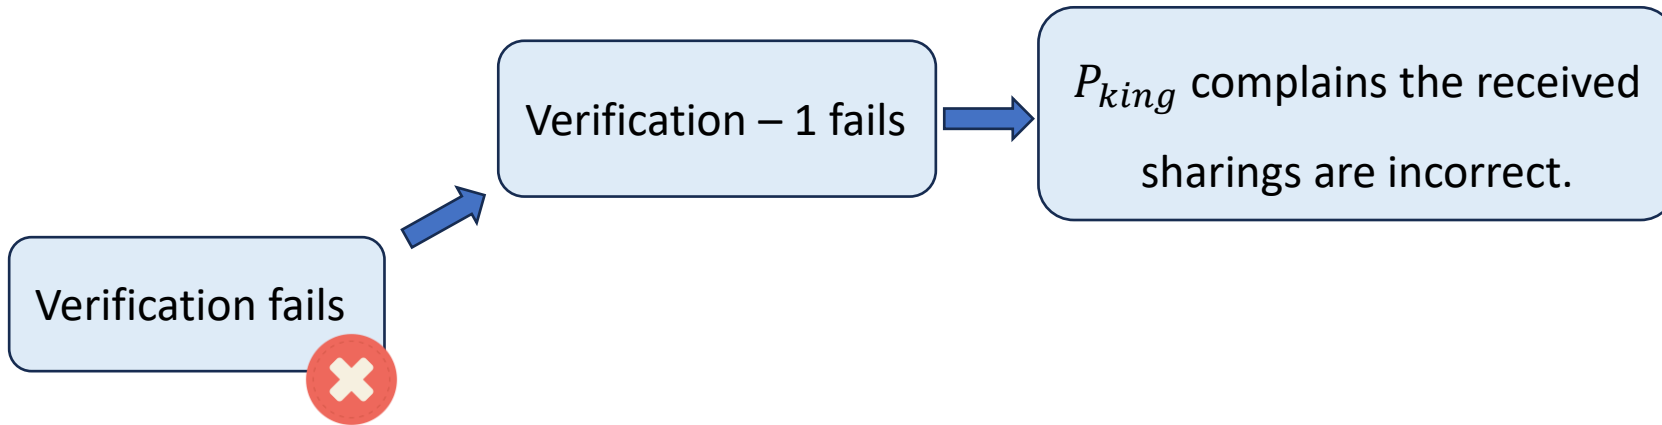 Verification fails
Verification – 1 fails
P_king complains the received
sharings are incorrect.